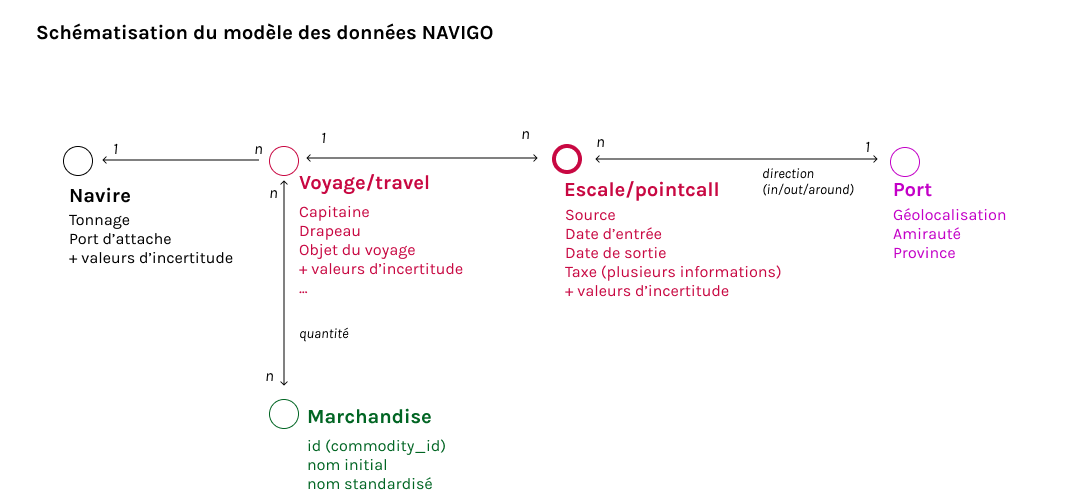 Schématisation du modèle des données NAVIGO
1
n
1
n
n
1
direction
(in/out/around)
Navire
Tonnage
Port d’attache
+ valeurs d’incertitude
n
Voyage/travel
Capitaine
Drapeau
Objet du voyage
+ valeurs d’incertitude
...
Escale/pointcall
Source
Date d’entrée
Date de sortie
Taxe (plusieurs informations)
+ valeurs d’incertitude
Port
Géolocalisation
Amirauté
Province
quantité
n
Marchandise
id (commodity_id)
nom initial
nom standardisé